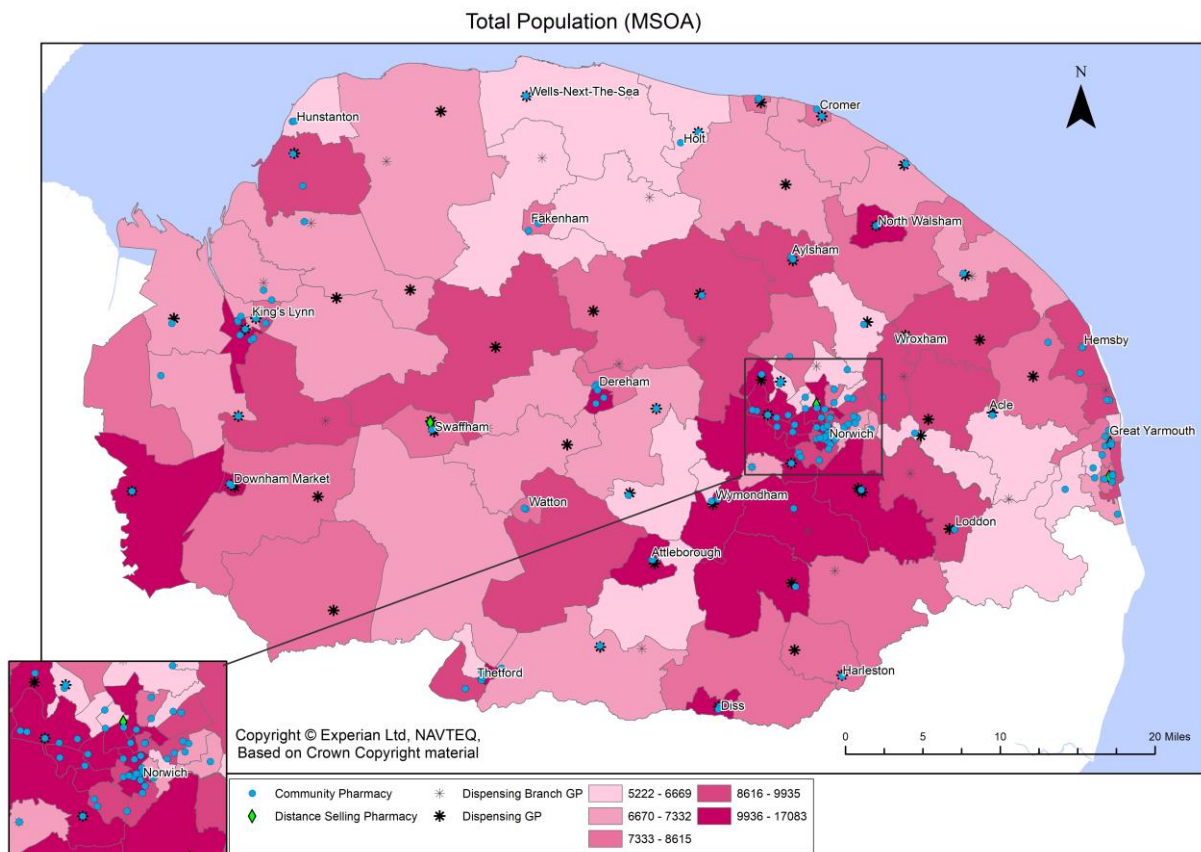 Total Population (MSOA)
N
Wells-Next-The-Sea
Cromer
Hunstanton
Holt
Fakenham
North Walsham
Aylsham
King's Lynn
Wroxham
Hemsby
Dereham
Acle
Swaffham
Norwich
Great Yarmouth
Downham Market
Wymondham
Watton
Loddon
Attleborough
Thetford
Harleston
Diss
Norwich
Copyright © Experian Ltd, NAVTEQ,
Based on Crown Copyright material
0 5 10 20 Miles
Community Pharmacy
Distance Selling Pharmacy
Dispensing Branch GP
Dispensing GP
5222 - 6669
6670 - 7332
7333 - 8615
8616 - 9935
9936 - 17083